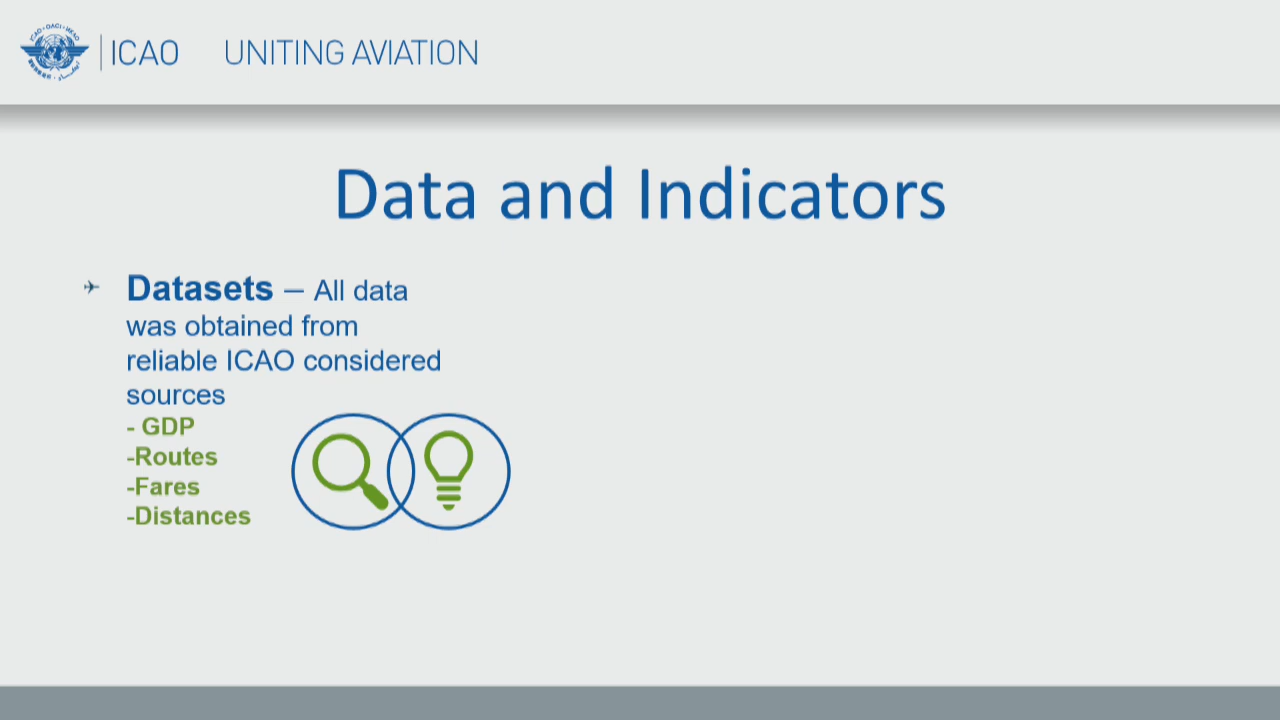 ICAO UNITING AVIATION
Data and Indicators
Datasets – All data
was obtained from
reliable ICAO considered
sources
- GDP
-Routes
-Fares
-Distances